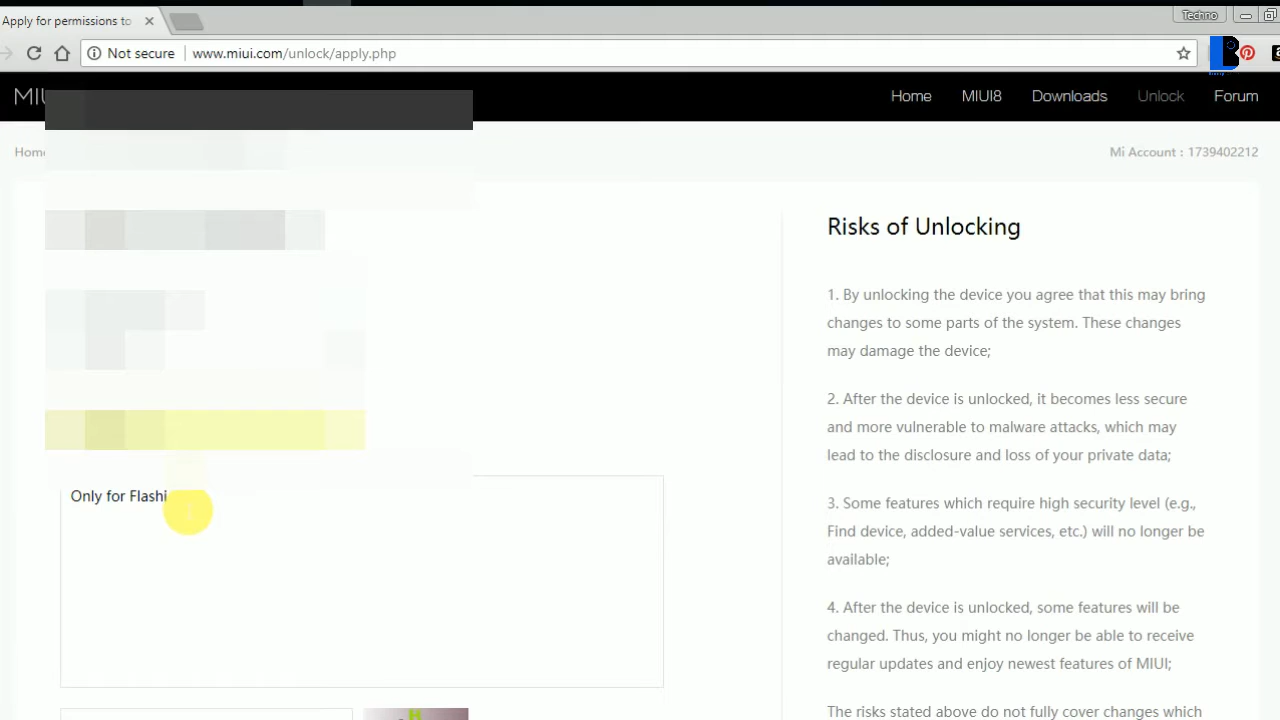 Apply for permissions to
Techno
Not secure
www.miui.com/unlock/apply.php
Home
MIUI8
Downloads
Unlock
Forum
Mi Account : 1739402212
Only for Flashi
Risks of Unlocking
1. By unlocking the device you agree that this may bring
changes to some parts of the system. These changes
may damage the device;
2. After the device is unlocked, it becomes less secure
and more vulnerable to malware attacks, which may
lead to the disclosure and loss of your private data;
3. Some features which require high security level (e.g.,
Find device, added-value services, etc.) will no longer be
available;
4. After the device is unlocked, some features will be
changed. Thus, you might no longer be able to receive
regular updates and enjoy newest features of MIUI;
The risks stated above do not fully cover changes which